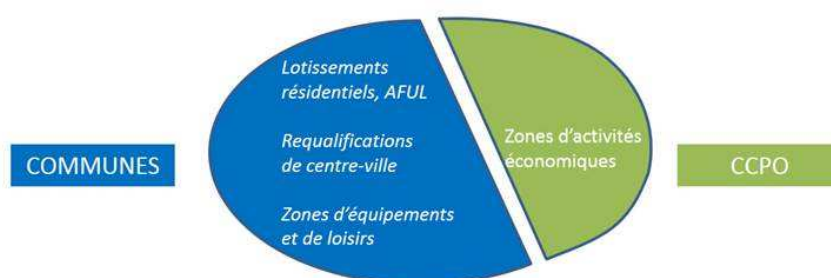 Lotissements
résidentiels, AFUL
Requalifications
de centre-ville
Zones d'équipements
et de loisirs
Zones d'activités
économiques
COMMUNES
CCPO